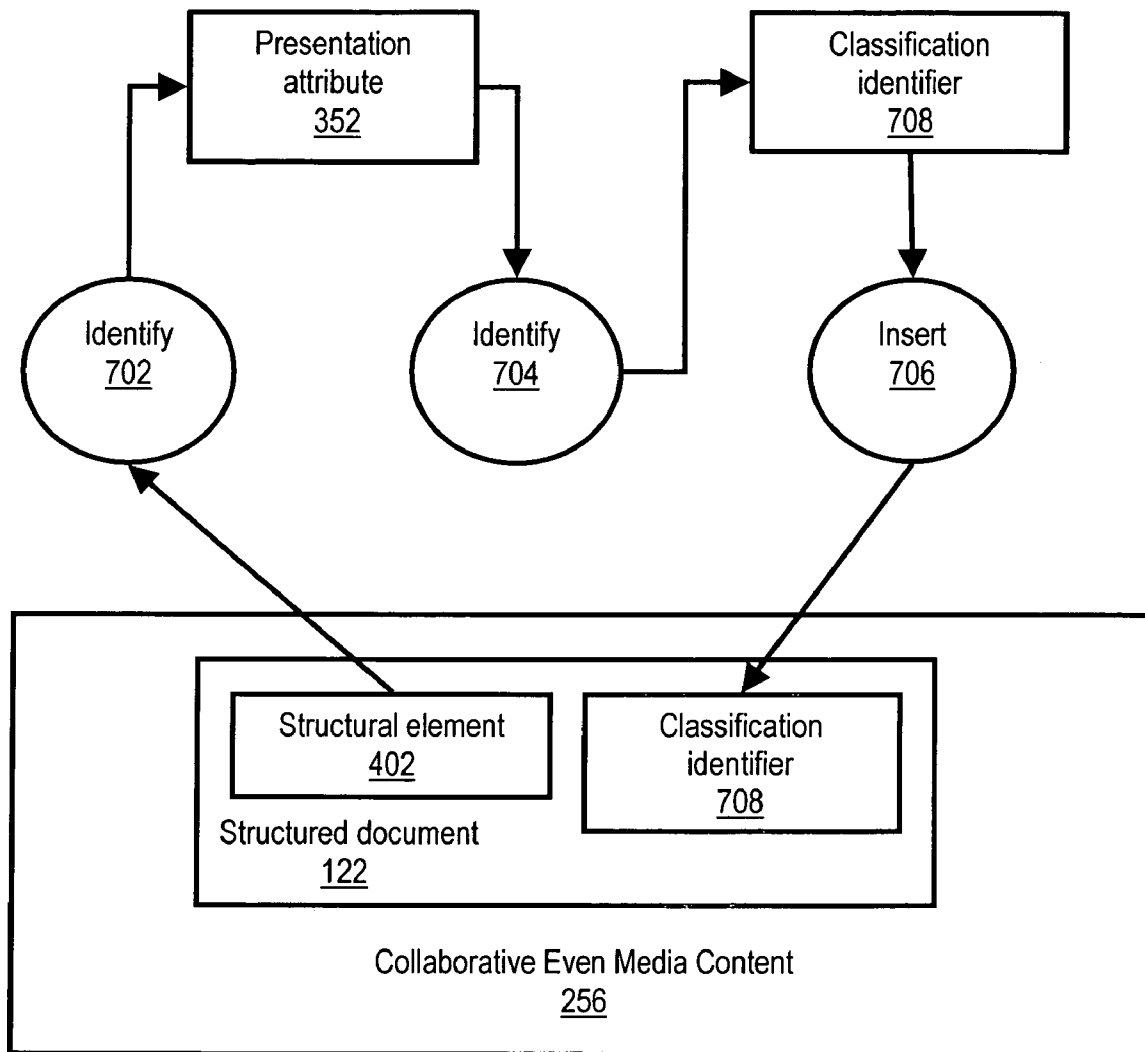 Presentation
attribute
352
Classification
identifier
708
Identify
702
Identify
704
Insert
706
Structural element
402
Classification
identifier
708
Structured document
122
Collaborative Even Media Content
256